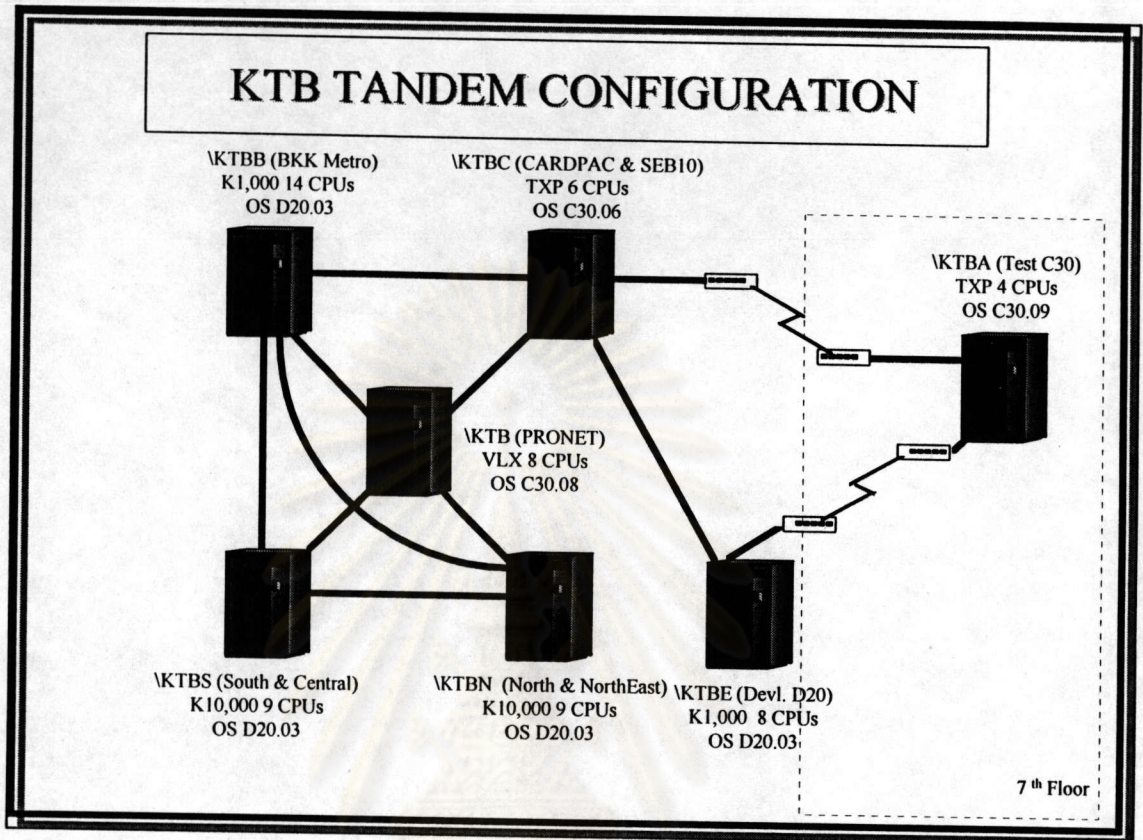 KTB TANDEM CONFIGURATION
\KTBB (BKK Metro)
K1,000 14 CPUs
OS D20.03
\KTBC (CARDPAC & SEB10)
TXP 6 CPUs
OS C30.06
\KTBA (Test C30)
TXP 4 CPUs
OS C30.09
\KTB (PRONET)
VLX 8 CPUs
OS C30.08
\KTBS (South & Central)
K10,000 9 CPUs
OS D20.03
\KTBN (North & NorthEast)
K10,000 9 CPUs
OS D20.03
\KTBE (Devl. D20)
K1,000 8 CPUs
OS D20.03
7 th Floor